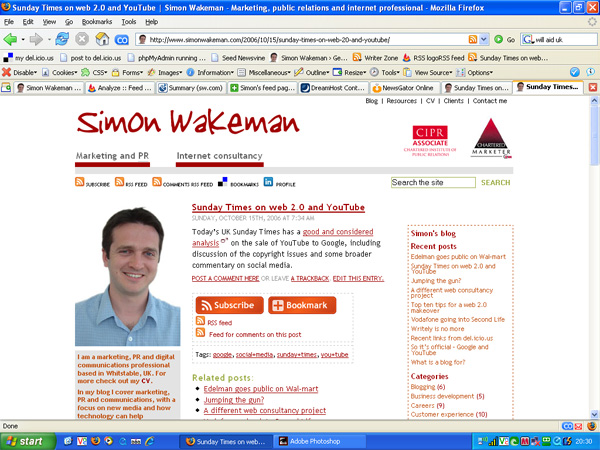 Sunday Times on web 2.0 and YouTube | Simon Wakeman - Marketing, public relations and internet professional - Mozilla Firefox
File Edit View Go Bookmarks Tools Help
http://www.simonwakeman.com/2006/10/15/sunday-times-on-web-20-and-youtube/ Go will aid uk
my del.icio.us post to del.icio.us phpMyAdmin running ... Seed Newsvine Simon Wakeman › Ge... Writer Zone RSS logoRSS feed Sunday Times on web...
Disable Cookies CSS Forms Images Information Miscellaneous Outline Resize Tools View Source Options
Simon Wakeman ... Analyze :: Feed ... Summary (sw.com) Simon's feed pag... DreamHost Cont... NewsGator Online Sunday Times on ... Sunday Times...
Blog | Resources | CV | Clients | Contact me
Simon Wakeman
CIPR
ASSOCIATE
CHARTERED INSTITUTE
OF PUBLIC RELATIONS
CHARTERED
MARKETER
Marketing and PR Internet consultancy
SUBSCRIBE RSS FEED COMMENTS RSS FEED BOOKMARKS PROFILE
Search the site SEARCH
Sunday Times on web 2.0 and YouTube
SUNDAY, OCTOBER 15TH, 2006 AT 7:34 AM
Today's UK Sunday Times has a good and considered
analysis on the sale of YouTube to Google, including
discussion of the copyright issues and some broader
commentary on social media.
POST A COMMENT HERE OR LEAVE A TRACKBACK. EDIT THIS ENTRY.
Subscribe Bookmark
RSS feed
Feed for comments on this post
Tags: google, social+media, sunday+times, you+tube
Related posts:
Edelman goes public on Wal-mart
Jumping the gun?
A different web consultancy project
I am a marketing, PR and digital
communications professional
based in Whitstable, UK. For
more check out my CV.
In my blog I cover marketing,
PR and communications, with a
focus on new media and how
technology can help
Simon's blog
Recent posts
Edelman goes public on Wal-mart
Sunday Times on web 2.0 and
YouTube
Jumping the gun?
A different web consultancy
project
Top ten tips for a web 2.0
makeover
Vodafone going into Second Life
Writely is no more
Recent links from del.icio.us
So it's official - Google and
YouTube
What is a blog for?
Categories
Blogging (6)
Business development (5)
Careers (9)
Customer experience (10)
Done
start Sunday Times on web... Adobe Photoshop 20:30